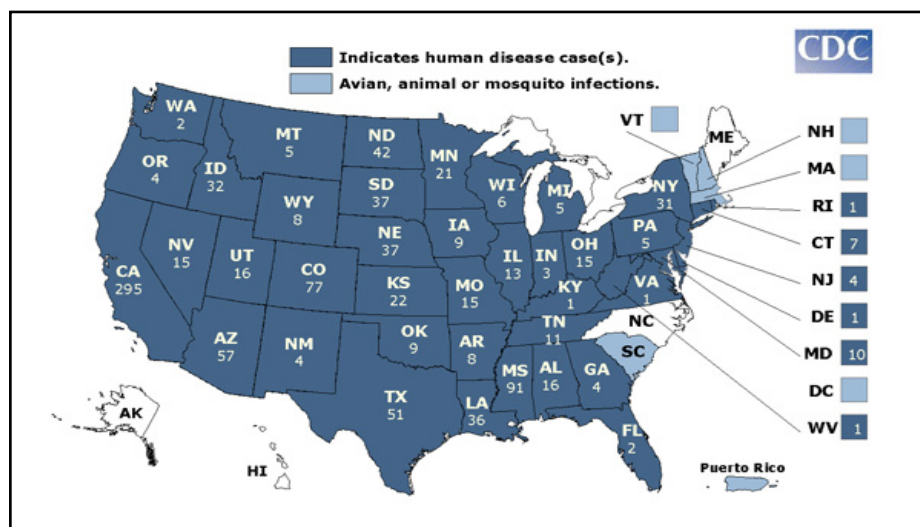 Indicates human disease case(s).
Avian, animal or mosquito infections.
CDC
WA
2
MT
5
ND
42
MN
21
VT
ME
NH
OR
4
ID
32
WY
8
SD
37
WI
6
MI
5
NY
31
MA
RI 1
NV
15
UT
16
CO
77
NE
37
IA
9
IL
13
IN
3
OH
15
PA
5
CT 7
CA
295
KS
22
MO
15
KY
1
VA
1
NJ 4
AZ
57
NM
4
OK
9
AR
8
TN
11
NC
DE 1
SC
MD 10
TX
51
LA
36
MS
91
AL
16
GA
4
DC
AK
HI
FL
2
WV 1
Puerto Rico